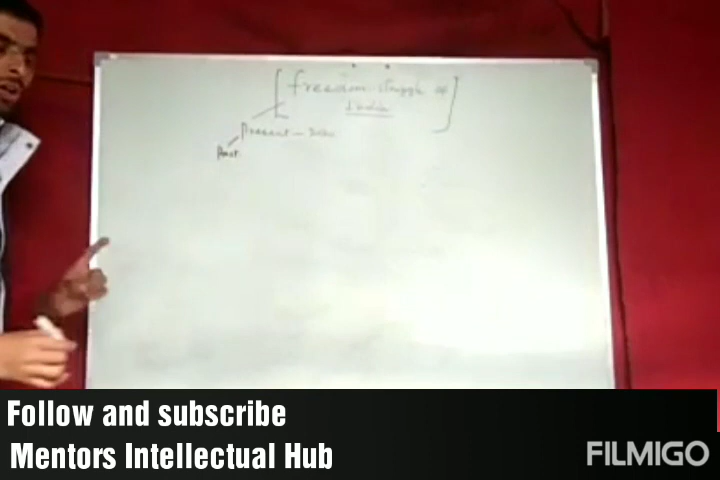 [freedom struggle of]
India
Present -
Past
Follow and subscribe
Mentors Intellectual Hub
FILMIGO